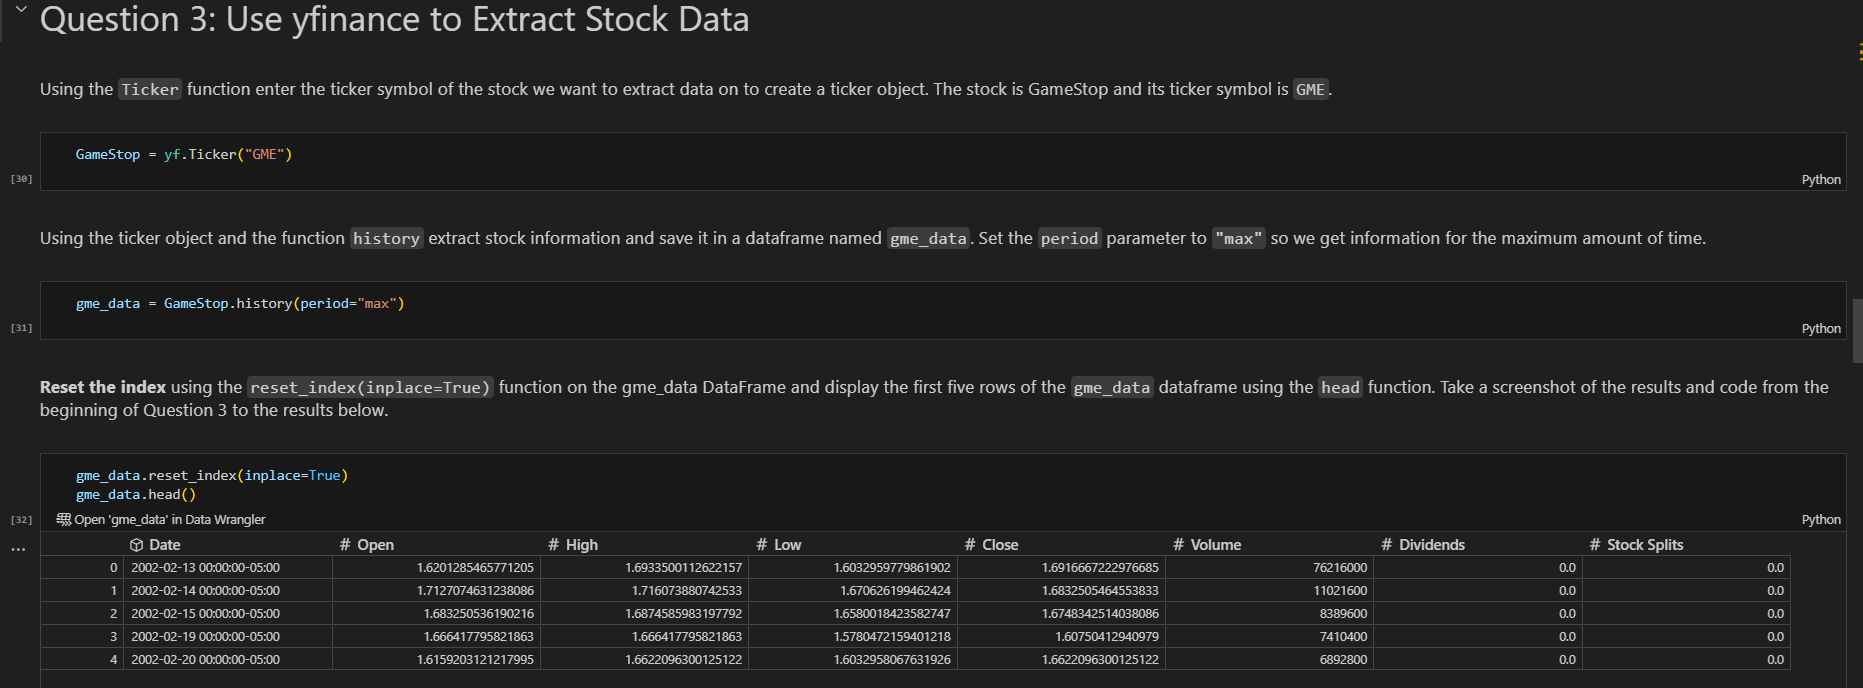 Question 3: Use yfinance to Extract Stock Data
Using the Ticker function enter the ticker symbol of the stock we want to extract data on to create a ticker object. The stock is GameStop and its ticker symbol is GME.
GameStop = yf.Ticker("GME")
[30]
Python
Using the ticker object and the function history extract stock information and save it in a dataframe named gme_data. Set the period parameter to "max" so we get information for the maximum amount of time.
gme_data = GameStop.history(period="max")
[31]
Python
Reset the index using the reset_index(inplace=True) function on the gme_data DataFrame and display the first five rows of the gme_data dataframe using the head function. Take a screenshot of the results and code from the
beginning of Question 3 to the results below.
gme_data.reset_index(inplace=True)
gme_data.head()
[32] Open 'gme_data' in Data Wrangler Python
... Date # Open # High # Low # Close # Volume # Dividends # Stock Splits
0 2002-02-13 00:00:00-05:00 1.6201285465771205 1.6933500112622157 1.6032959779861902 1.6916667222976685 76216000 0.0 0.0
1 2002-02-14 00:00:00-05:00 1.7127074631238086 1.716073880742533 1.670626199462424 1.6832505464553833 11021600 0.0 0.0
2 2002-02-15 00:00:00-05:00 1.683250536190216 1.6874585983197792 1.6580018423582747 1.6748342514038086 8389600 0.0 0.0
3 2002-02-19 00:00:00-05:00 1.666417795821863 1.666417795821863 1.5780472159401218 1.60750412940979 7410400 0.0 0.0
4 2002-02-20 00:00:00-05:00 1.6159203121217995 1.6622096300125122 1.6032958067631926 1.6622096300125122 6892800 0.0 0.0